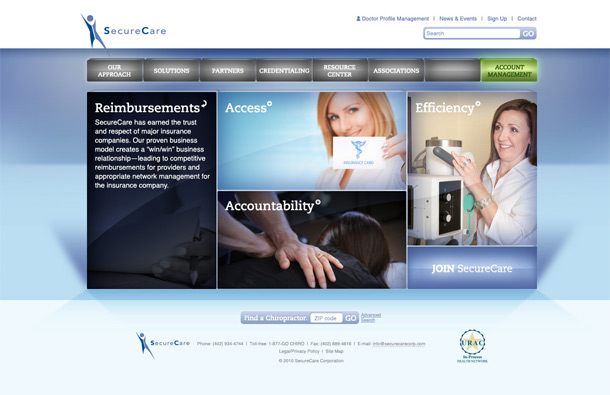 SecureCare
Doctor Profile Management | News & Events | Sign Up | Contact
Search GO
OUR APPROACH
SOLUTIONS
PARTNERS
CREDENTIALING
RESOURCE CENTER
ASSOCIATIONS
ACCOUNT MANAGEMENT
Reimbursements
SecureCare has earned the trust
and respect of major insurance
companies. Our proven business
model creates a “win/win” business
relationship—leading to competitive
reimbursements for providers and
appropriate network management for
the insurance company.
Access
INSURANCE CARD
Accountability
Efficiency
JOIN SecureCare
Find a Chiropractor ZIP code GO
Advanced
Search
SecureCare
Phone: (402) 934-4744 | Toll-free: 1-877-GO CHIRO | Fax: (402) 889-4818 | E-mail: info@securecarecorp.com
Legal/Privacy Policy | Site Map
© 2010 SecureCare Corporation
URAC
In-Process
HEALTH NETWORK